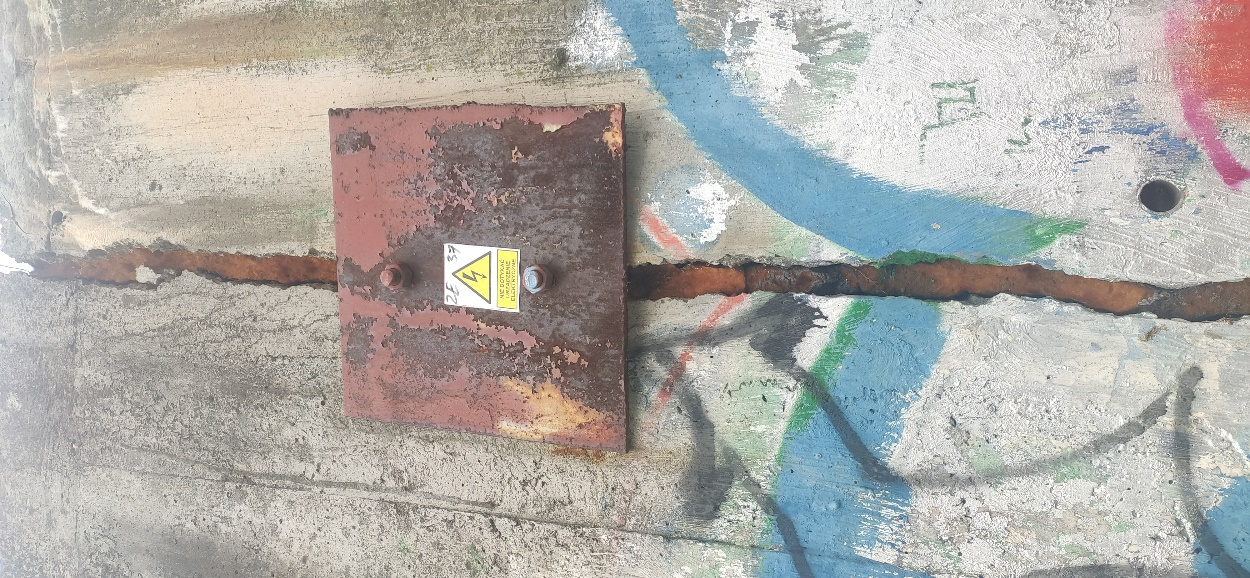 ZE 37
NIE DOTYKAĆ
URZĄDZENIE
ELEKTRYCZNE